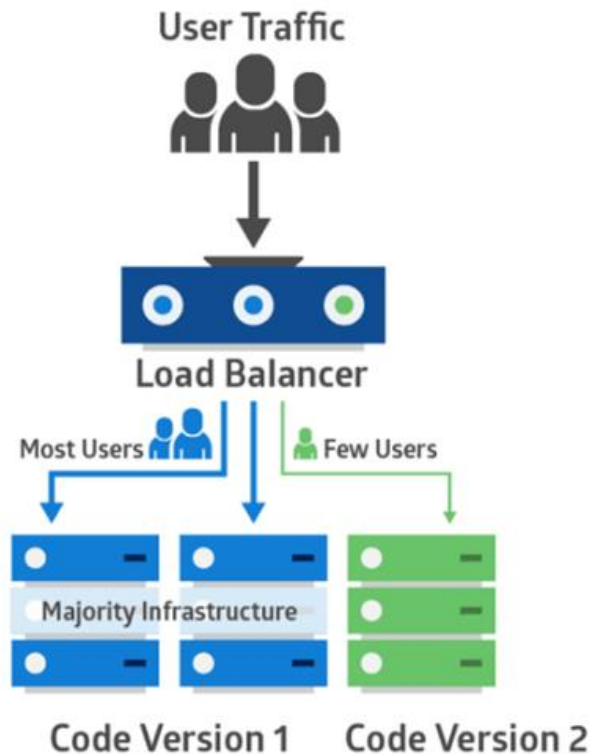 User Traffic
Load Balancer
Most Users
Few Users
Majority Infrastructure
Code Version 1
Code Version 2